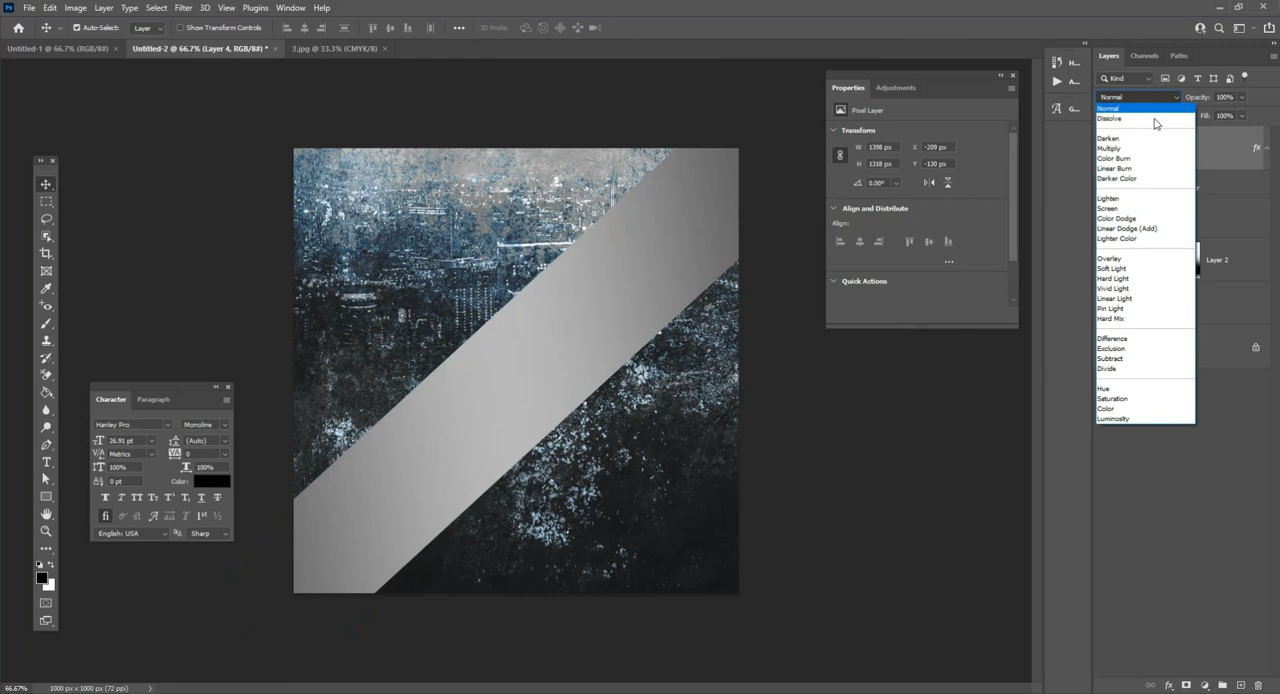 Ps File Edit Image Layer Type Select Filter 3D View Plugins Window Help
Auto-Select: Layer Show Transform Controls 3D Mode:
Untitled-1 @ 66.7% (RGB/8#) × Untitled-2 @ 66.7% (Layer 4, RGB/8#) * × 3.jpg @ 33.3% (CMYK/8) ×
H...
A...
G...
Layers Channels Paths
Kind
Normal Opacity: 100%
Fill: 100%
Normal
Dissolve
Darken
Multiply
Color Burn
Linear Burn
Darker Color
Lighten
Screen
Color Dodge
Linear Dodge (Add)
Lighter Color
Overlay
Soft Light
Hard Light
Vivid Light
Linear Light
Pin Light
Hard Mix
Difference
Exclusion
Subtract
Divide
Hue
Saturation
Color
Luminosity
fx
Layer 2
Properties Adjustments
Pixel Layer
Transform
W 1398 px X -209 px
H 1318 px Y -130 px
0.00°
Align and Distribute
Align:
Quick Actions
Character Paragraph
Hanley Pro Monoline
26.91 pt (Auto)
Metrics 0
100% 100%
0 pt Color:
English: USA aa Sharp
66.67% 1000 px x 1000 px (72 ppi)